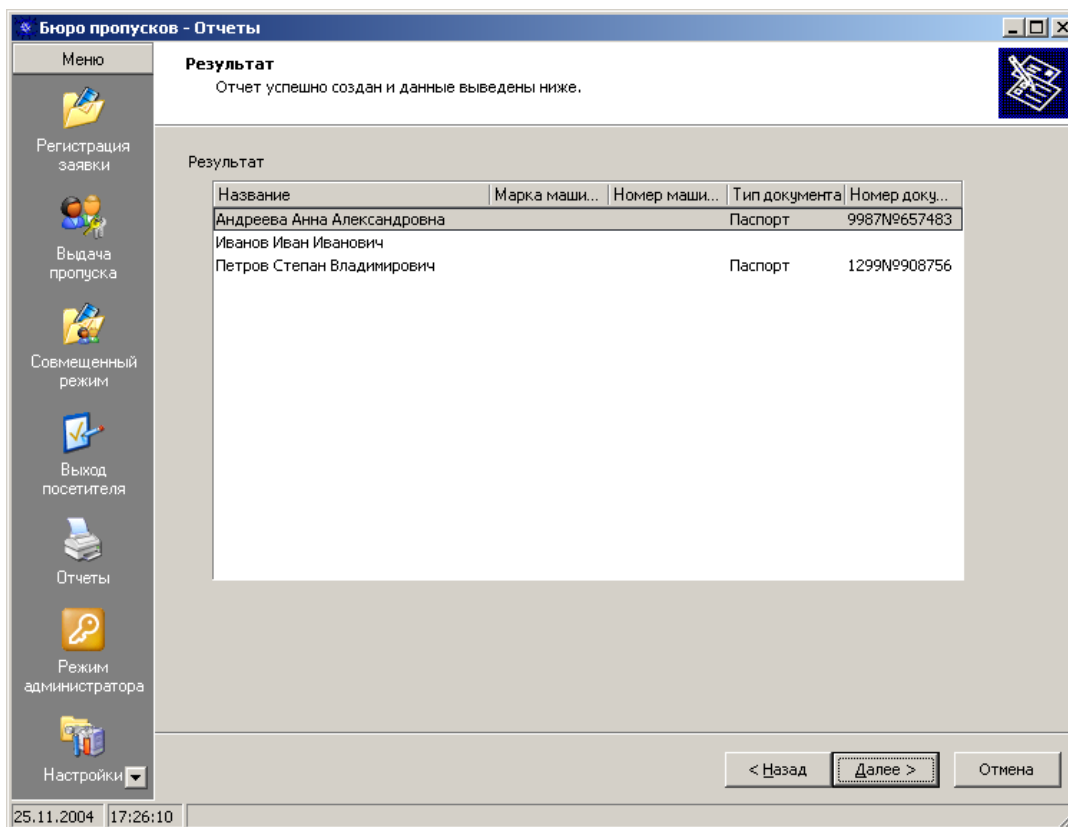 Бюро пропусков - Отчеты
Меню
Регистрация
заявки
Выдача
пропуска
Совмещенный
режим
Выход
посетителя
Отчеты
Режим
администратора
Настройки
Результат
Отчет успешно создан и данные выведены ниже.
Результат
Название Марка маши... Номер маши... Тип документа Номер доку...
Андреева Анна Александровна Паспорт 9987№657483
Иванов Иван Иванович
Петров Степан Владимирович Паспорт 1299№908756
< Назад Далее > Отмена
25.11.2004 17:26:10